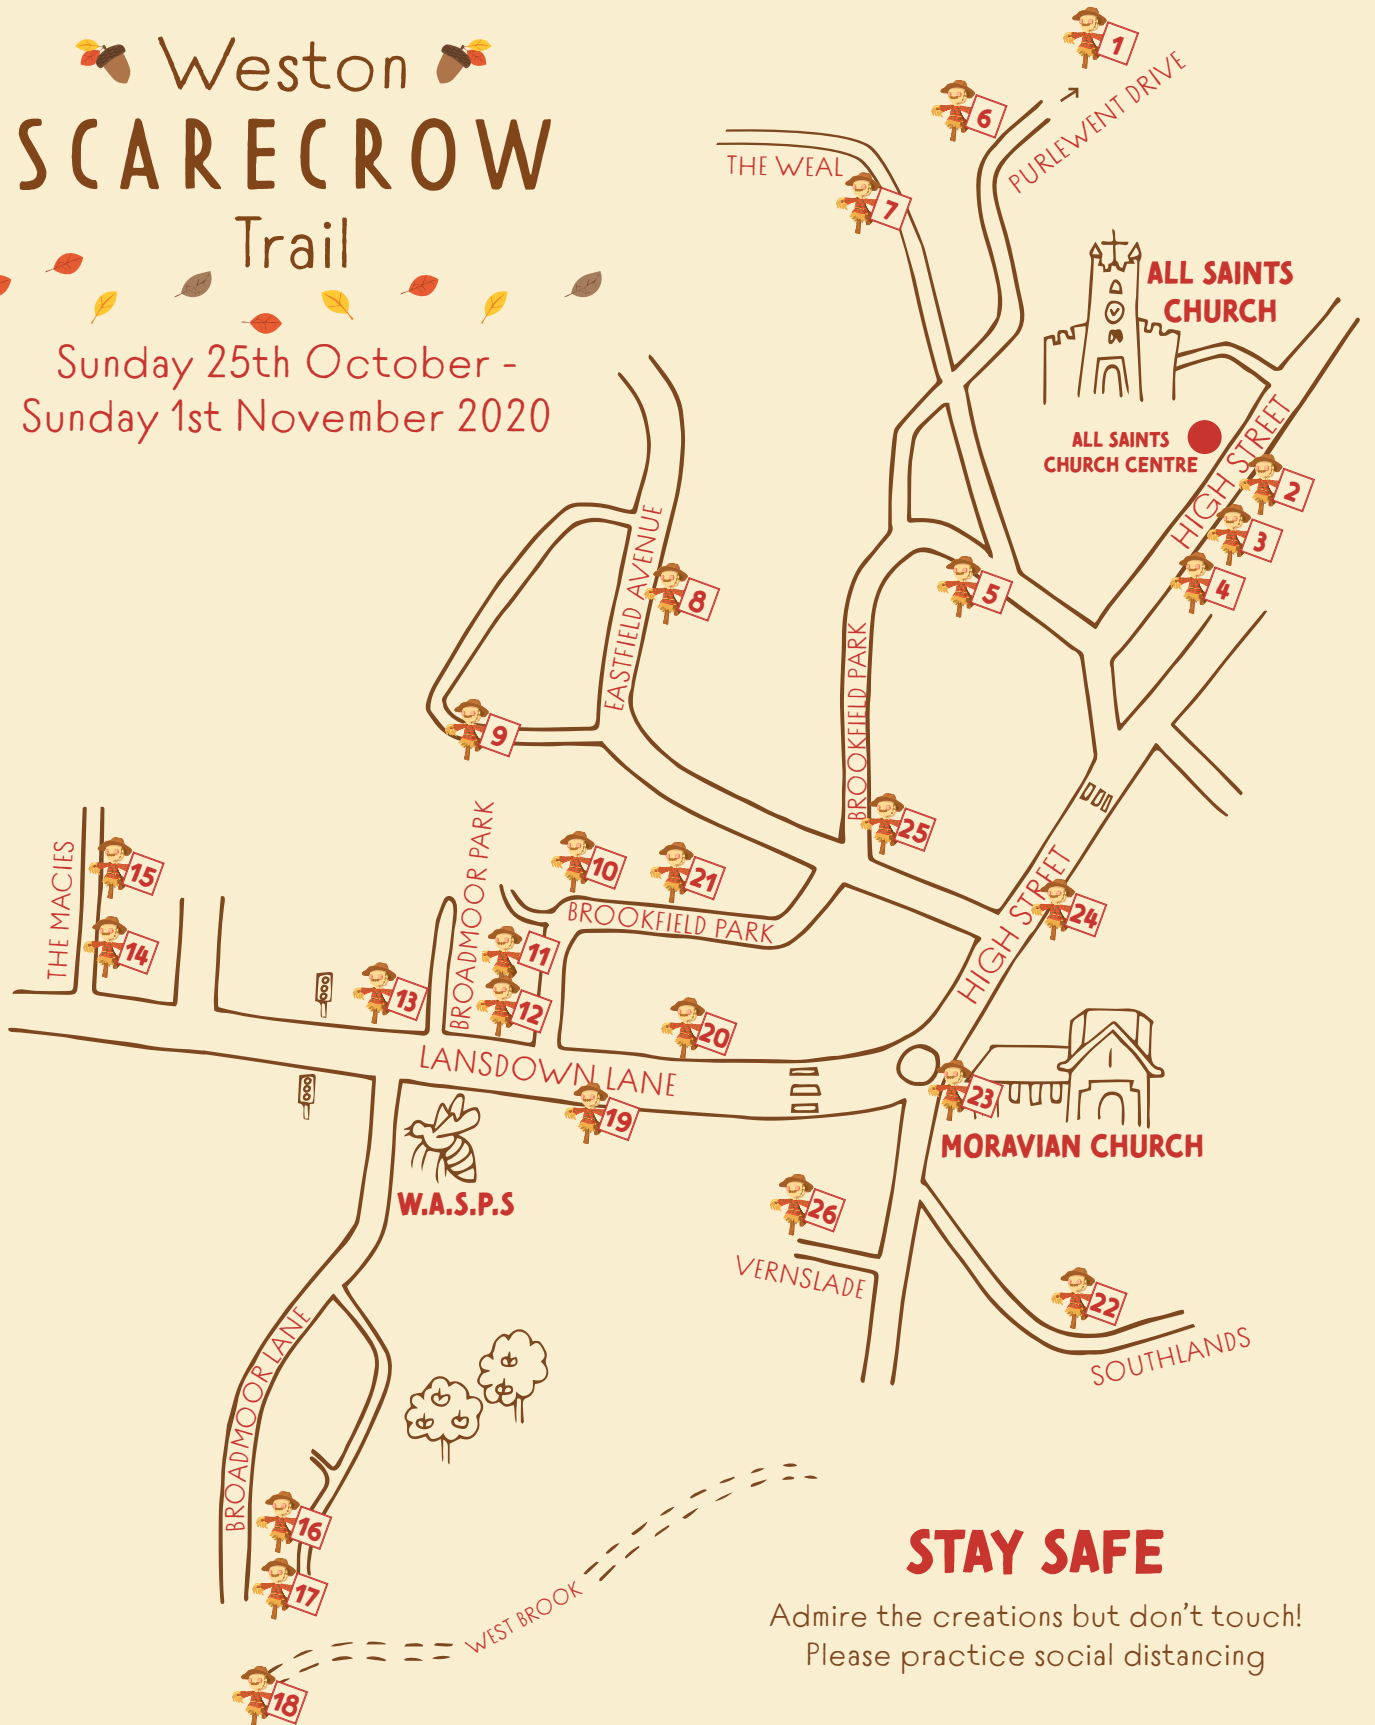 Weston
SCARECROW
Trail
Sunday 25th October -
Sunday 1st November 2020
1
PURLEWENT DRIVE
6
THE WEAL
7
ALL SAINTS
CHURCH
ALL SAINTS
CHURCH CENTRE
HIGH STREET
2
3
4
5
EASTFIELD AVENUE
8
BROOKFIELD PARK
9
25
THE MACIES
15
14
BROADMOOR PARK
10
21
BROOKFIELD PARK
11
12
13
HIGH STREET
24
20
LANSDOWN LANE
19
23
MORAVIAN CHURCH
W.A.S.P.S
26
VERNSLADE
22
SOUTHLANDS
BROADMOOR LANE
16
17
WEST BROOK
18
STAY SAFE
Admire the creations but don't touch!
Please practice social distancing